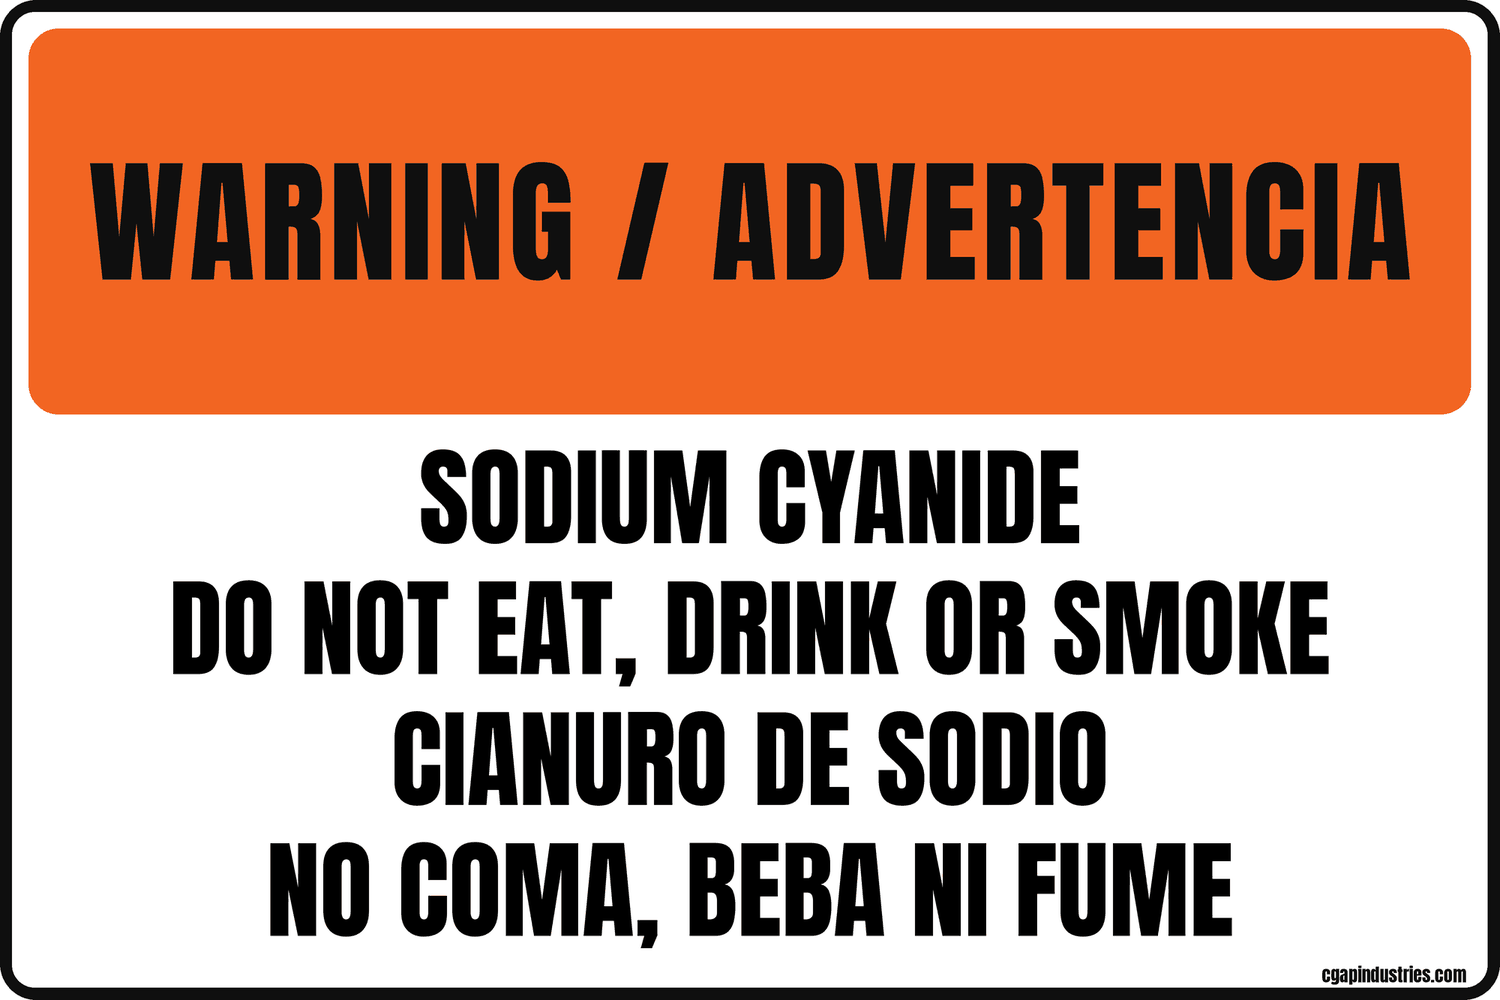 WARNING / ADVERTENCIA
SODIUM CYANIDE
DO NOT EAT, DRINK OR SMOKE
CIANURO DE SODIO
NO COMA, BEBA NI FUME
cgapindustries.com